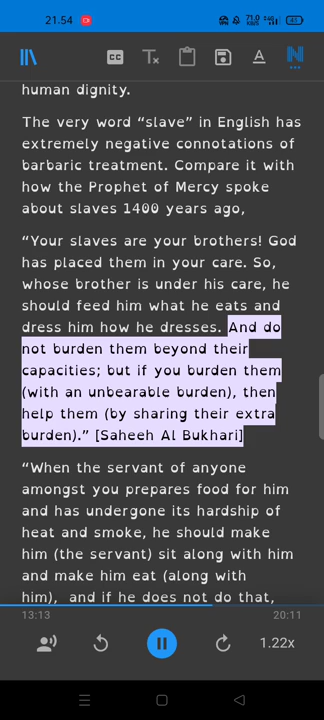 21.54
71.0
KB/S
45
CC
human dignity.
The very word “slave” in English has
extremely negative connotations of
barbaric treatment. Compare it with
how the Prophet of Mercy spoke
about slaves 1400 years ago,
“Your slaves are your brothers! God
has placed them in your care. So,
whose brother is under his care, he
should feed him what he eats and
dress him how he dresses. And do
not burden them beyond their
capacities; but if you burden them
(with an unbearable burden), then
help them (by sharing their extra
burden).” [Saheeh Al Bukhari]
“When the servant of anyone
amongst you prepares food for him
and has undergone its hardship of
heat and smoke, he should make
him (the servant) sit along with him
and make him eat (along with
him),  and if he does not do that,
13:13
20:11
1.22x